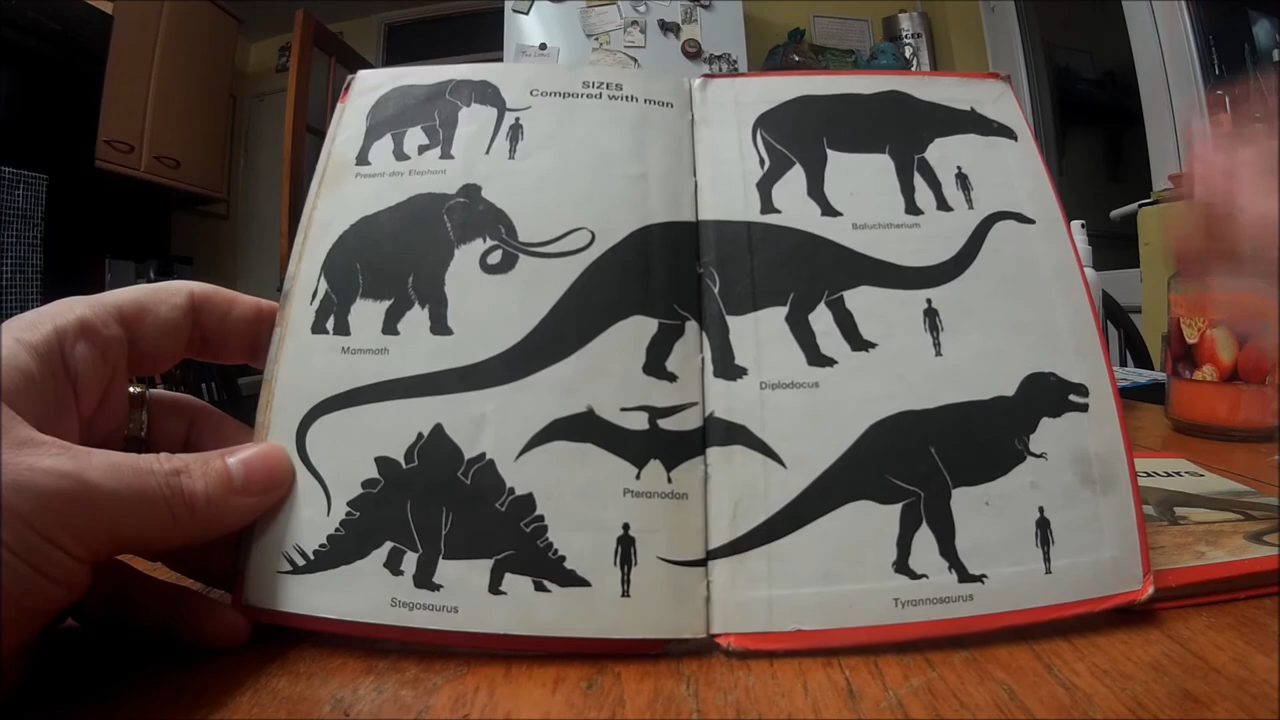 SIZES
Compared with man
Present-day Elephant
Baluchitherium
Mammoth
Diplodocus
Pteranodon
Stegosaurus
Tyrannosaurus